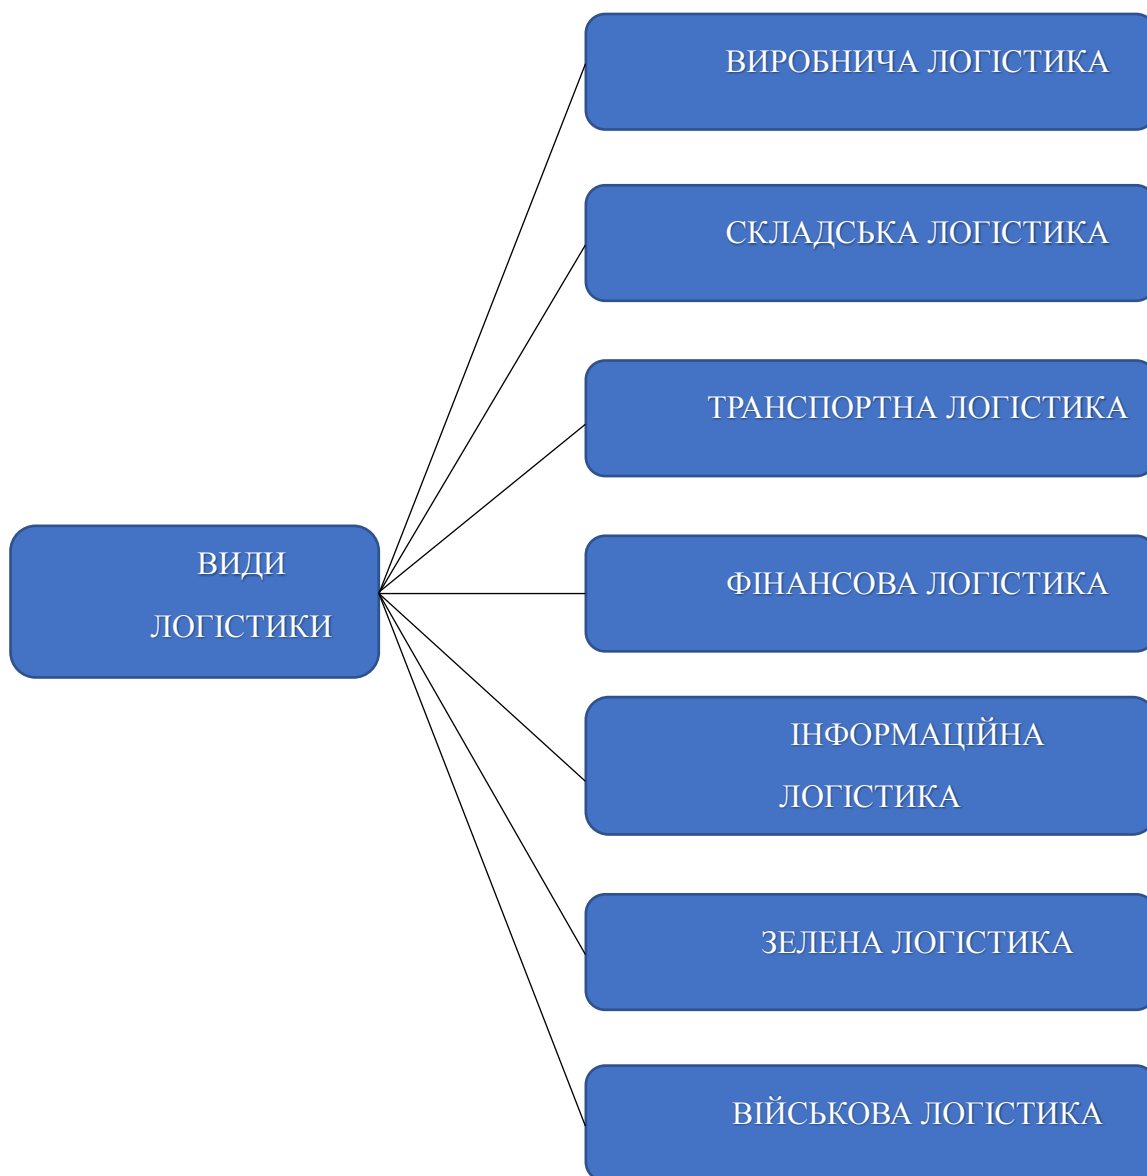 ВИРОБНИЧА ЛОГІСТИКА
СКЛАДСЬКА ЛОГІСТИКА
ТРАНСПОРТНА ЛОГІСТИКА
ВИДИ
ЛОГІСТИКИ
ФІНАНСОВА ЛОГІСТИКА
ІНФОРМАЦІЙНА
ЛОГІСТИКА
ЗЕЛЕНА ЛОГІСТИКА
ВІЙСЬКОВА ЛОГІСТИКА